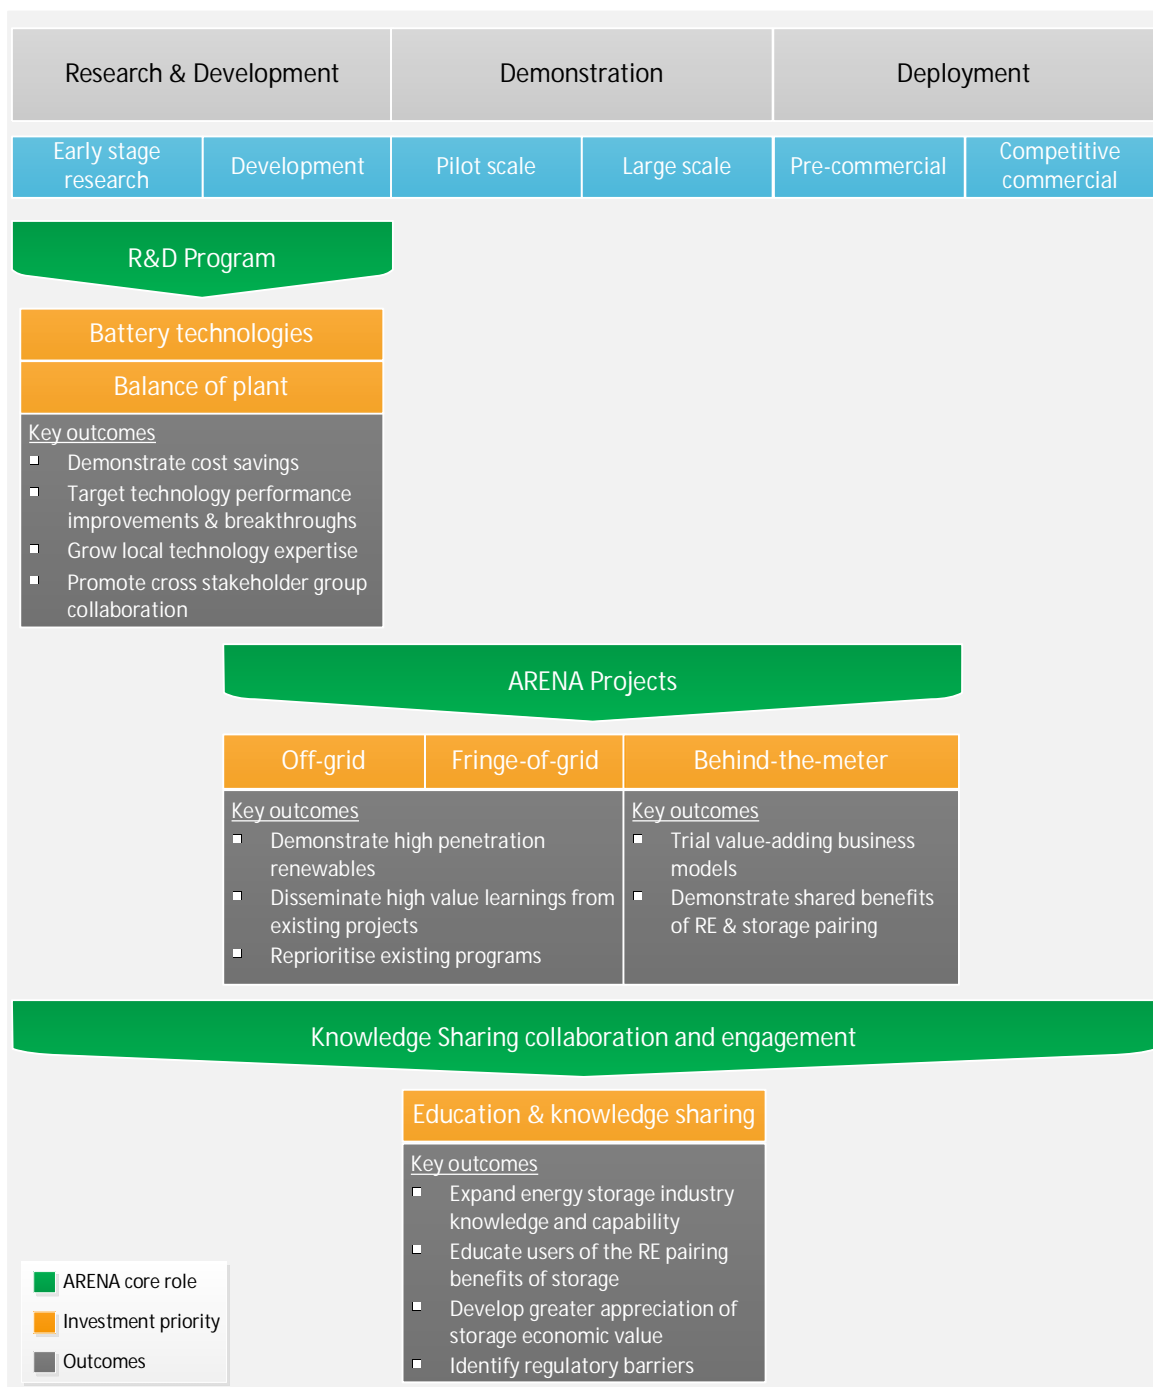 Research & Development
Demonstration
Deployment
Early stage
research
Development
Pilot scale
Large scale
Pre-commercial
Competitive
commercial
R&D Program
Battery technologies
Balance of plant
Key outcomes
Demonstrate cost savings
Target technology performance
improvements & breakthroughs
Grow local technology expertise
Promote cross stakeholder group
collaboration
ARENA Projects
Off-grid
Fringe-of-grid
Behind-the-meter
Key outcomes
Demonstrate high penetration
renewables
Disseminate high value learnings from
existing projects
Reprioritise existing programs
Key outcomes
Trial value-adding business
models
Demonstrate shared benefits
of RE & storage pairing
Knowledge Sharing collaboration and engagement
Education & knowledge sharing
Key outcomes
Expand energy storage industry
knowledge and capability
Educate users of the RE pairing
benefits of storage
Develop greater appreciation of
storage economic value
Identify regulatory barriers
ARENA core role
Investment priority
Outcomes